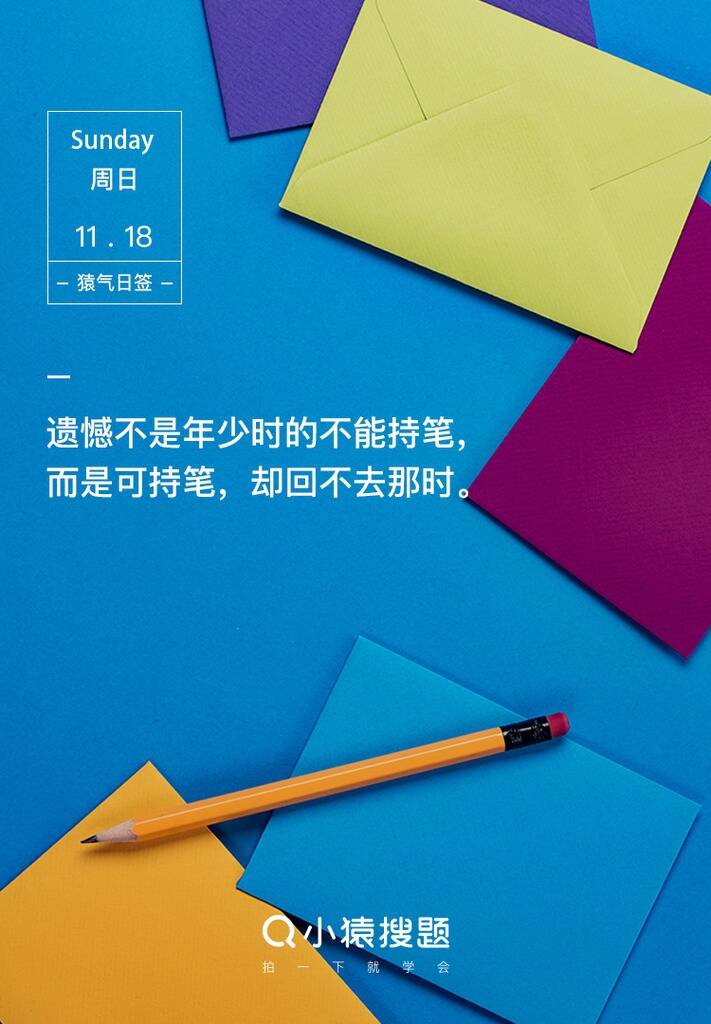 Sunday
周日
11 . 18
– 猿气日签 –
遗憾不是年少时的不能持笔，
而是可持笔，却回不去那时。
小猿搜题
拍一下就学会